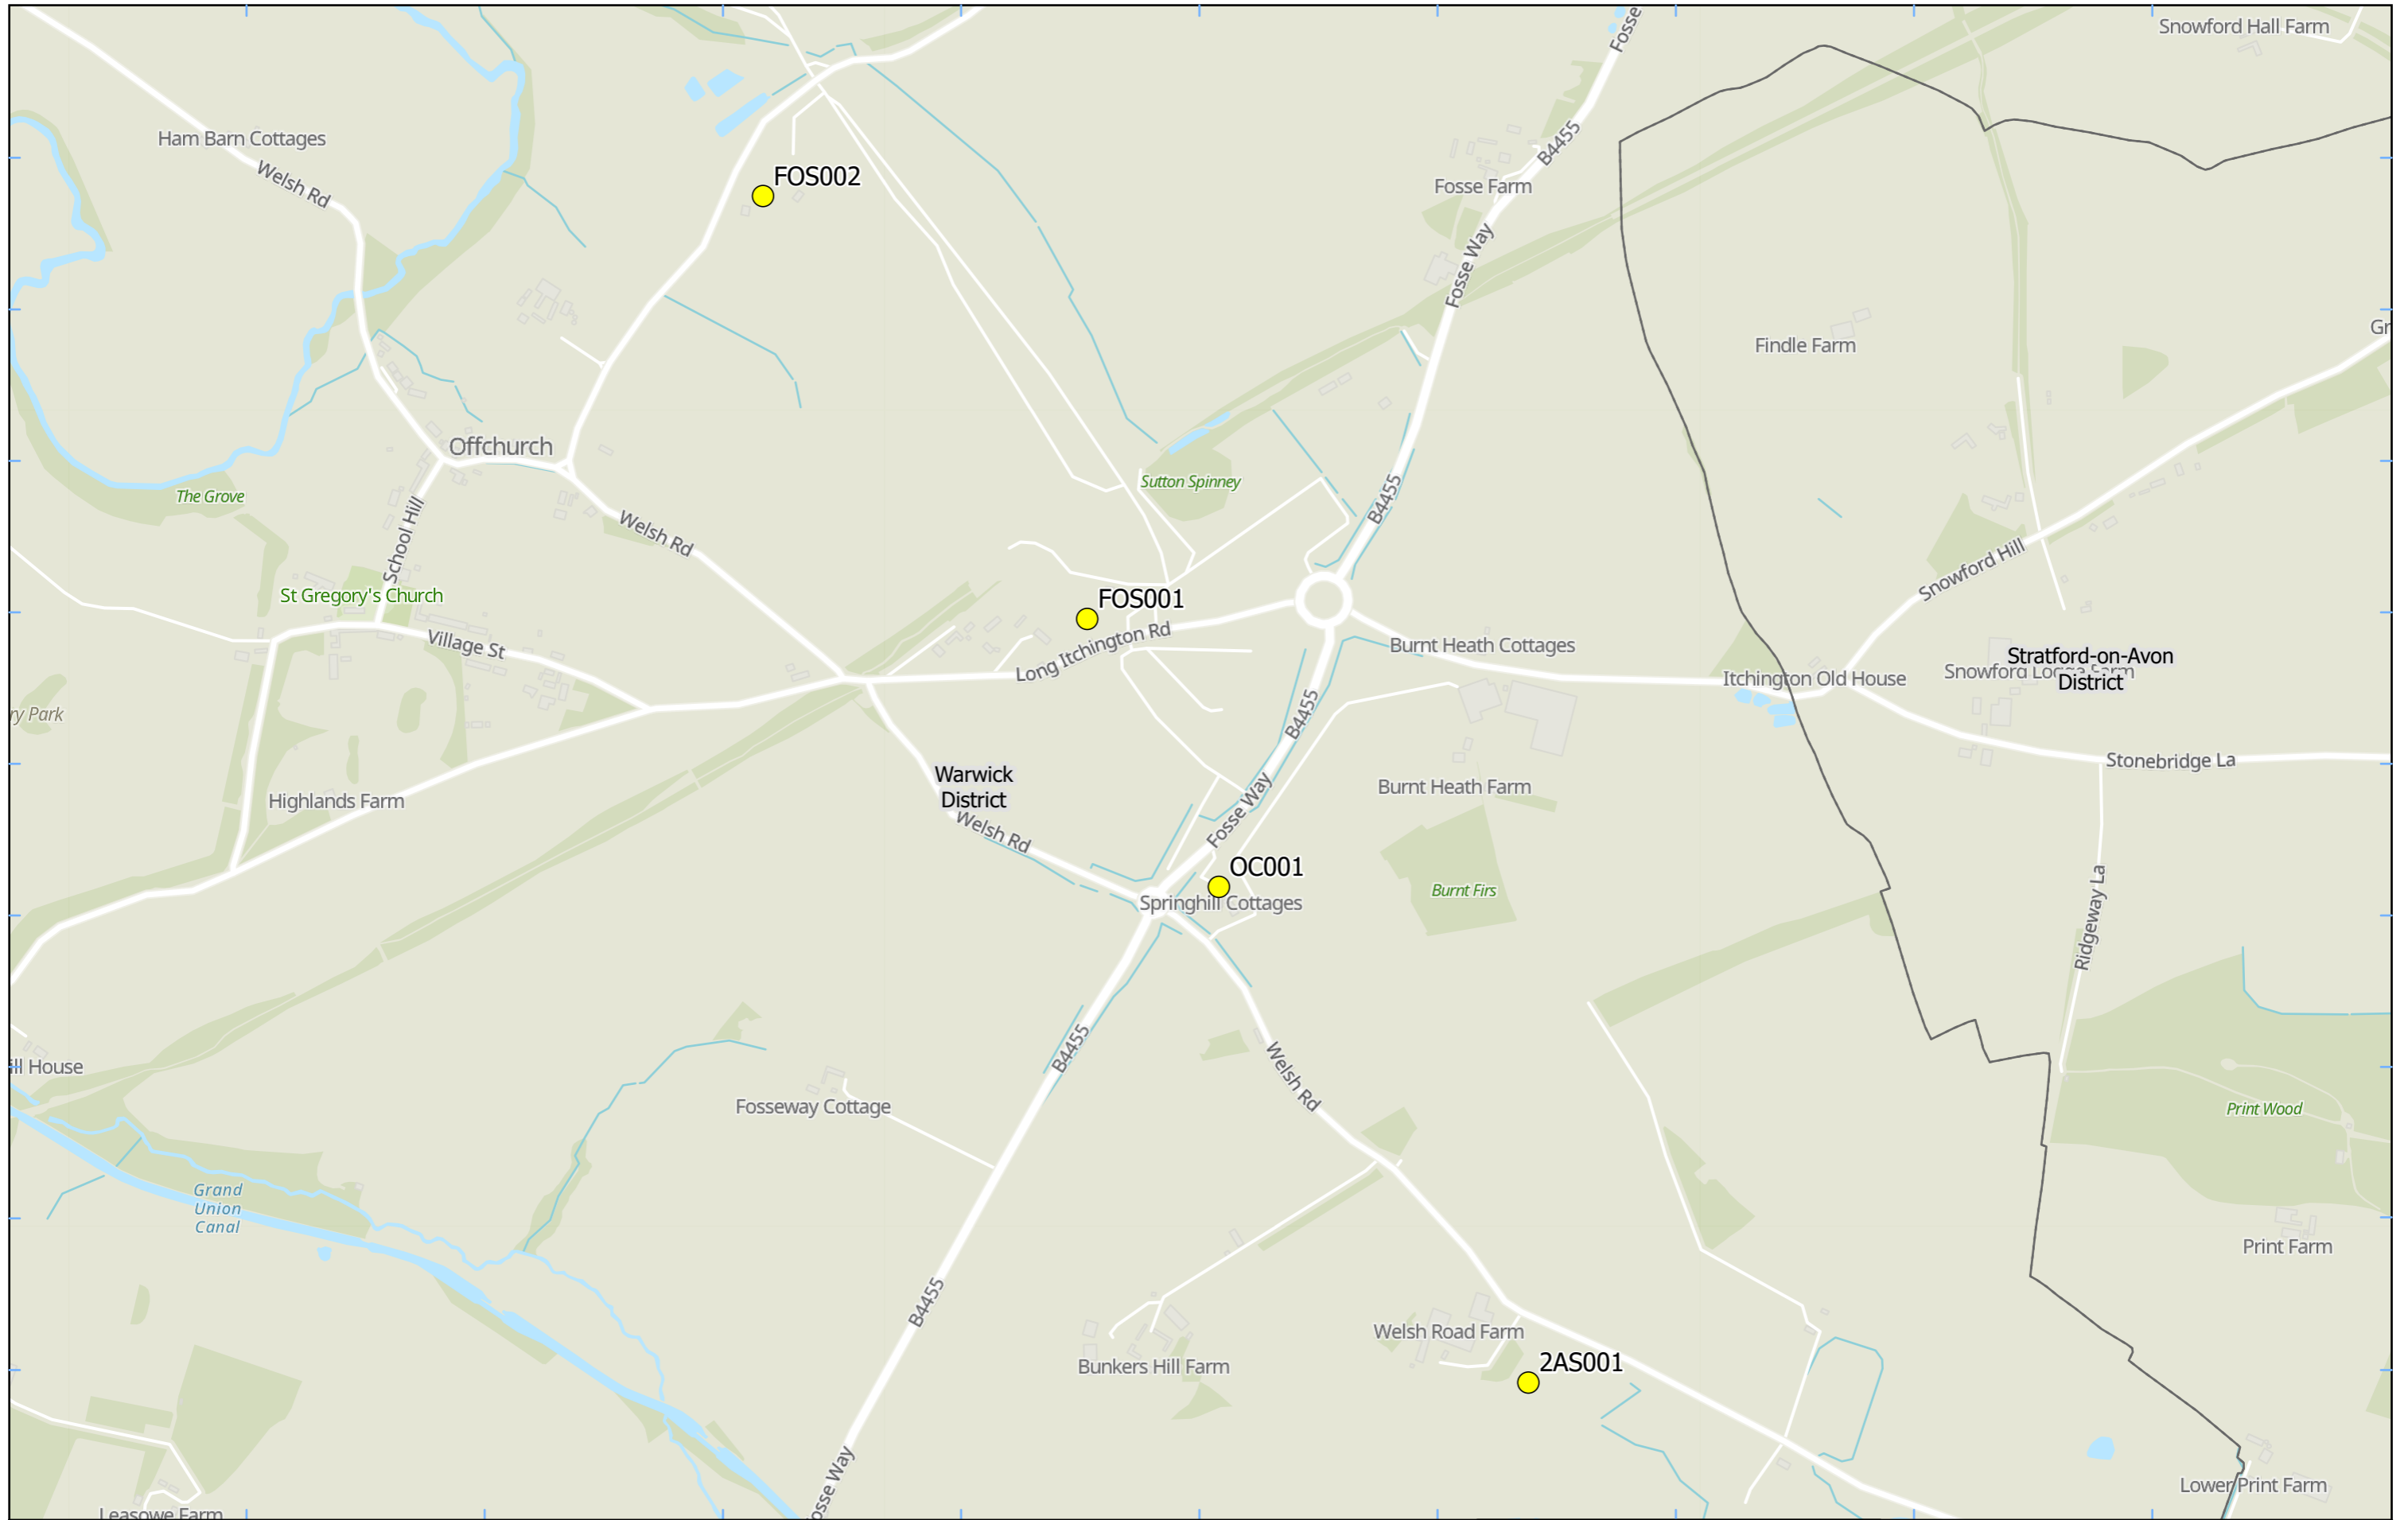 Fosse
Snowford Hall Farm
Ham Barn Cottages
B4455
Welsh Rd
FOS002
Fosse Farm
Fosse Way
Gr
Findle Farm
Offchurch
Sutton Spinney
The Grove
B4455
School Hill
Welsh Rd
Snowford Hill
St Gregory's Church
FOS001
Village St
Long Itchington Rd
Burnt Heath Cottages
Stratford-on-Avon
District
Snowford Lodge Farm
Itchington Old House
ry Park
B4455
Stonebridge La
Warwick
District
Burnt Heath Farm
Highlands Farm
Fosse Way
Welsh Rd
OC001
Burnt Firs
Springhill Cottages
Ridgeway La
B4455
ill House
Welsh Rd
Fosseway Cottage
Print Wood
Grand
Union
Canal
Print Farm
B4455
Welsh Road Farm
2AS001
Bunkers Hill Farm
osse Way
Lower Print Farm
Leasowe Farm